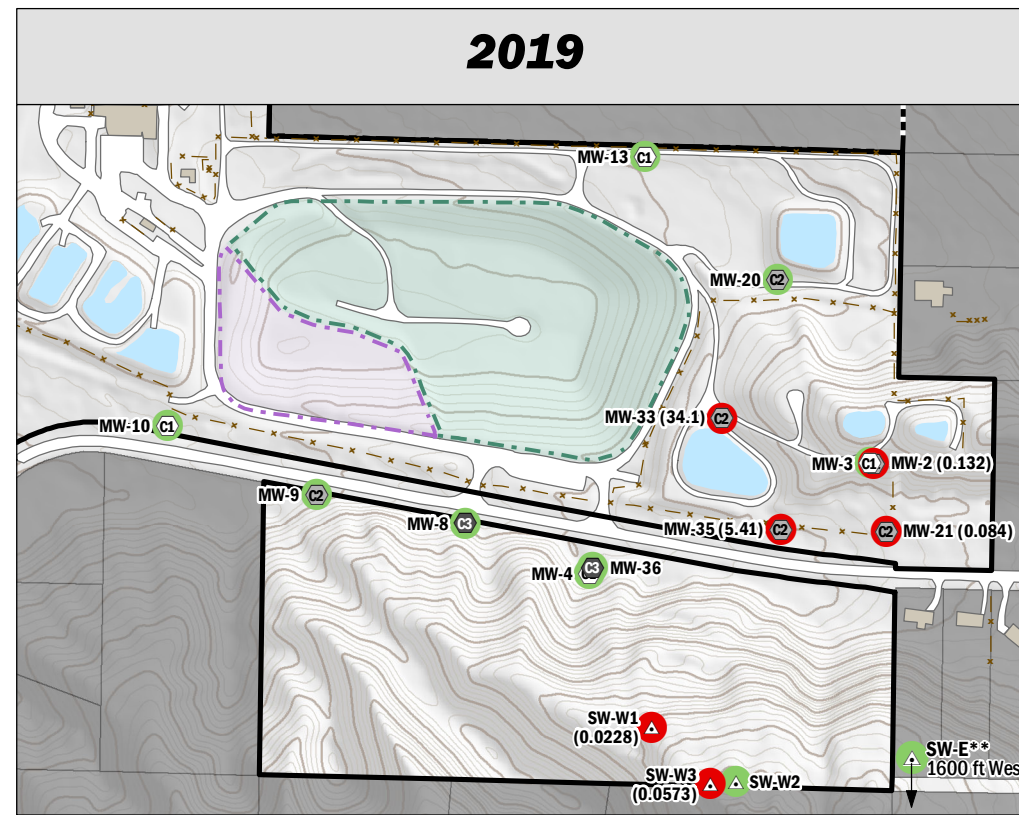 2019
MW-13 C1
MW-20 C2
MW-33 (34.1) C2
MW-10 C1
MW-3 C1 MW-2 (0.132)
MW-9 C2
MW-8 C3
MW-35 (5.41) C2
C2 MW-21 (0.084)
MW-4 C3 MW-36
SW-W1
(0.0228)
SW-E**
1600 ft Wes
SW-W3
(0.0573)
SW-W2